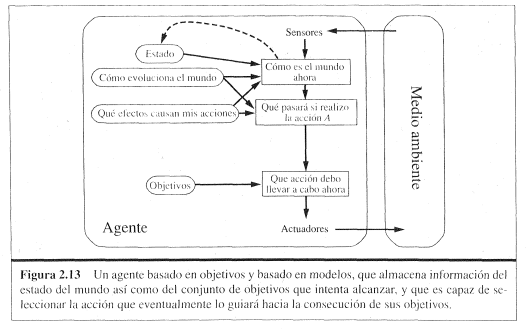 Sensores
Estado
Cómo es el mundo
ahora
Cómo evoluciona el mundo
Qué efectos causan mis acciones
Qué pasará si realizo
la acción A
Objetivos
Que acción debo
llevar a cabo ahora
Agente
Actuadores
Medio ambiente
Figura 2.13 Un agente basado en objetivos y basado en modelos, que almacena información del
estado del mundo así como del conjunto de objetivos que intenta alcanzar, y que es capaz de se-
leccionar la acción que eventualmente lo guiará hacia la consecución de sus objetivos.